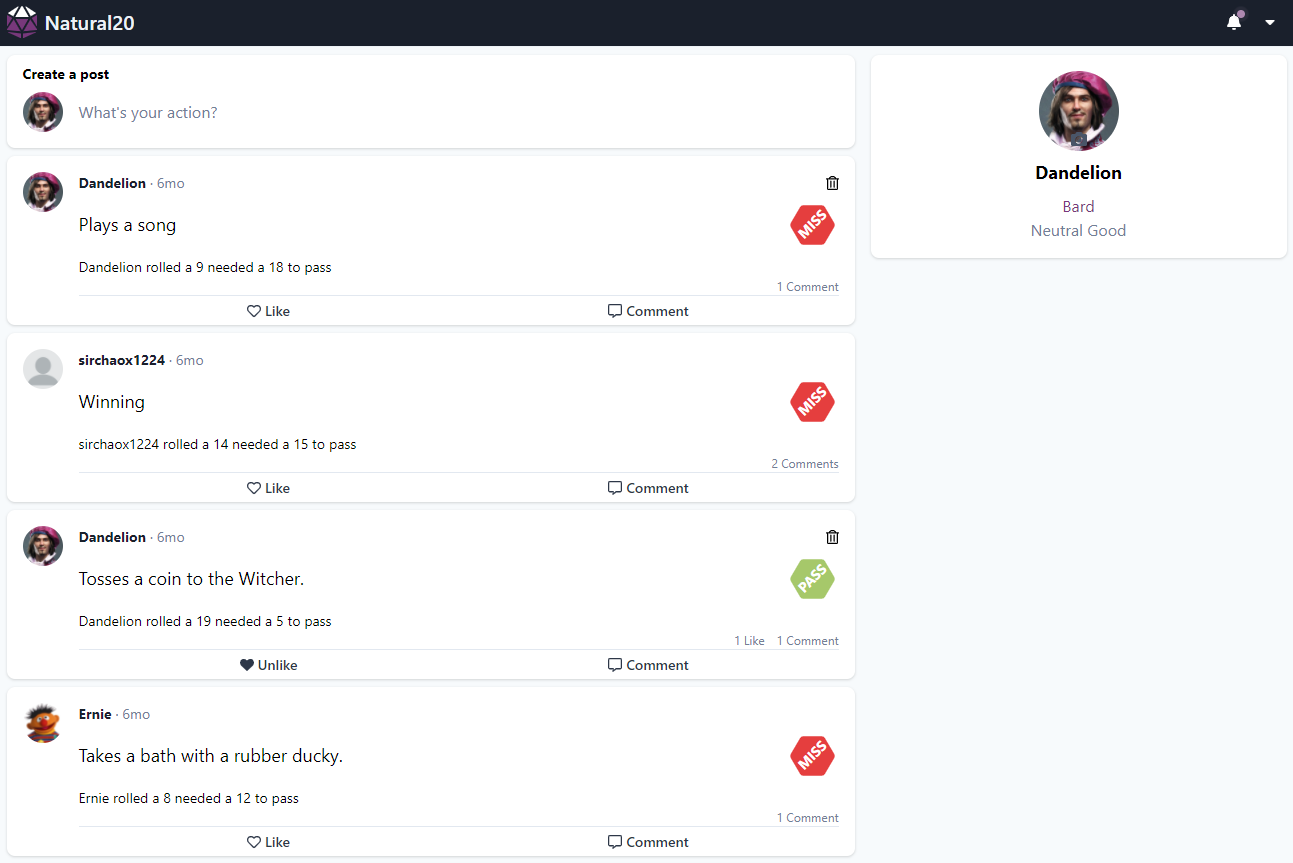 Natural20
Create a post
What's your action?
Dandelion · 6mo
Plays a song
MISS
Dandelion rolled a 9 needed a 18 to pass
1 Comment
Like
Comment
sirchaox1224 · 6mo
Winning
MISS
sirchaox1224 rolled a 14 needed a 15 to pass
2 Comments
Like
Comment
Dandelion · 6mo
Tosses a coin to the Witcher.
PASS
Dandelion rolled a 19 needed a 5 to pass
1 Like 1 Comment
Unlike
Comment
Ernie · 6mo
Takes a bath with a rubber ducky.
MISS
Ernie rolled a 8 needed a 12 to pass
1 Comment
Like
Comment
Dandelion
Bard
Neutral Good